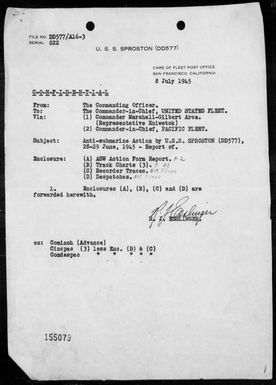 FILE NO. DD577/A16-3
SERIAL 022
U. S. S. SPROSTON (DD577)
CARE OF FLEET POST OFFICE
SAN FRANCISCO, CALIFORNIA
8 July 1945
C-O-N-F-I-D-E-N-T-I-A-L
From: The Commanding Officer.
To: The Commander-in-Chief, UNITED STATES FLEET.
Via: (1) Commander Marshall-Gilbert Area.
(Representative Eniwetok)
(2) Commander-in-Chief, PACIFIC FLEET.
Subject: Anti-submarine Action by U.S.S. SPROSTON (DD577),
28-29 June, 1945 - Report of.
Enclosure: (A) ASW Action Form Report.
(B) Track Charts (3).
(C) Recorder Traces.
(D) Despatches.
1. Enclosures (A), (B), (C) and (D) are
forwarded herewith.
R. J. Esslinger
R. J. ESSLINGER.
cc: Cominch (Advance)
Cincpac (3) less Enc. (B) & (C)
Comdespac " " " " "
155079